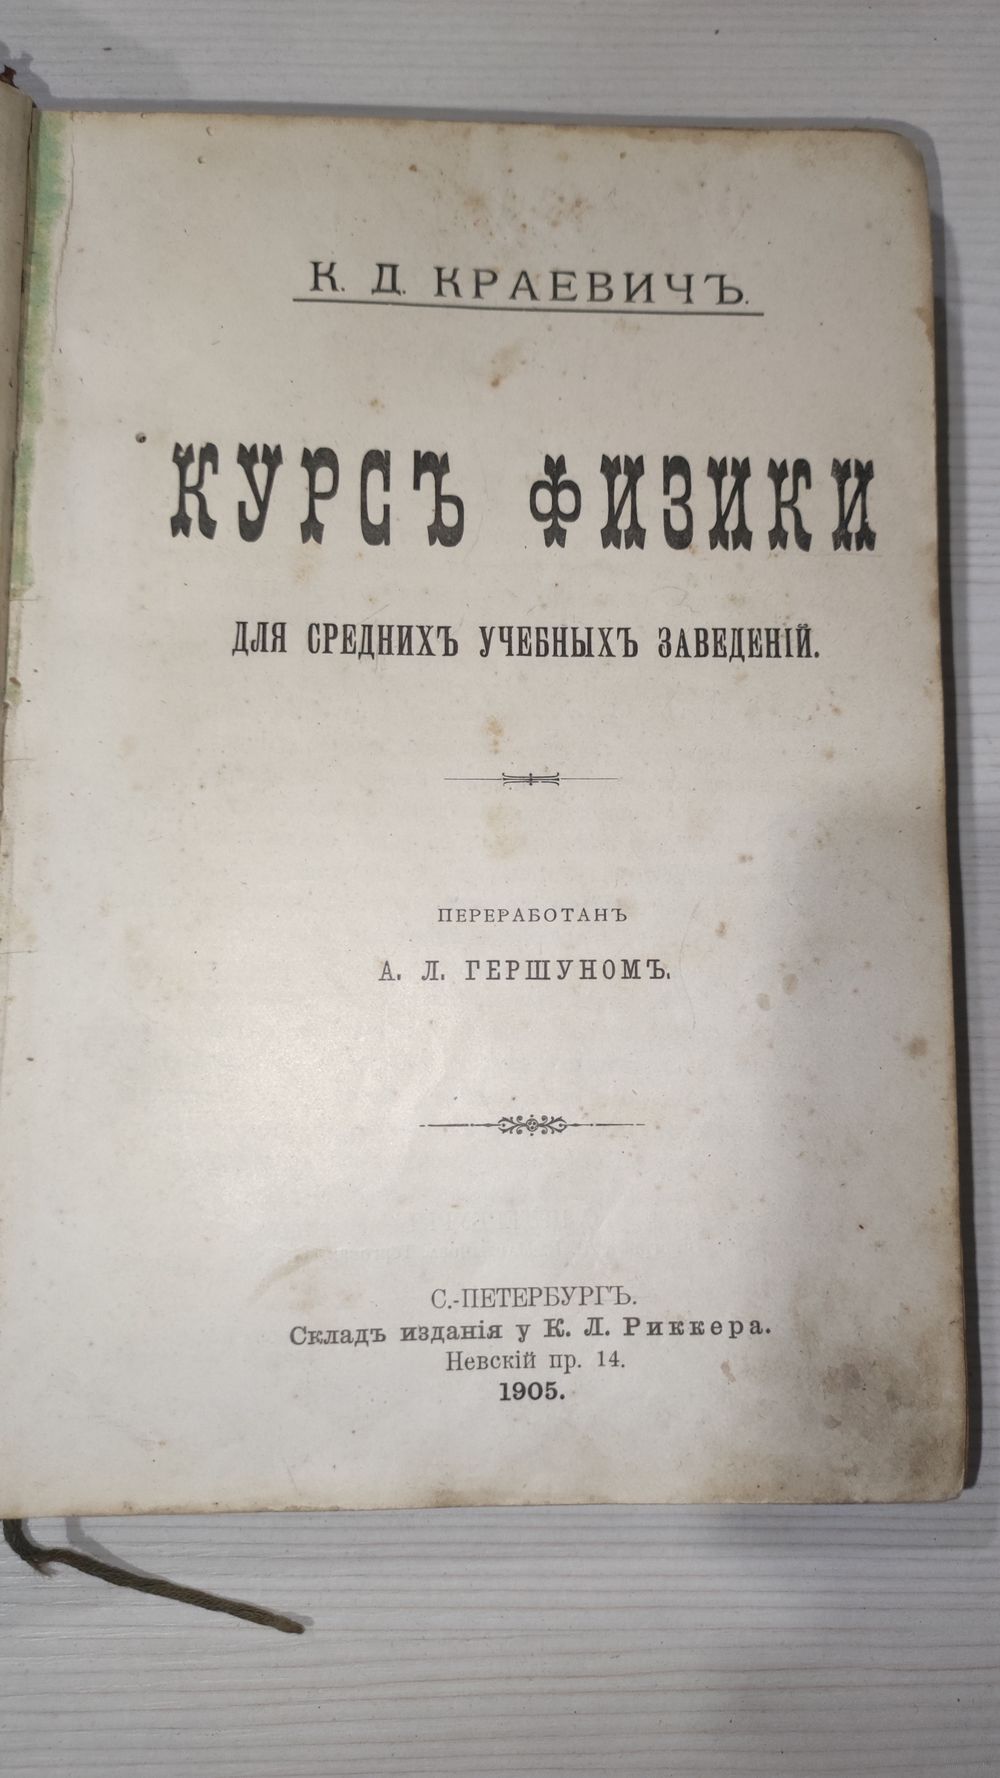 К. Д. КРАЕВИЧЪ.
КУРСЪ ФИЗИКИ
ДЛЯ СРЕДНИХЪ УЧЕБНЫХЪ ЗАВЕДЕНІЙ.
ПЕРЕРАБОТАНЪ
А. Л. ГЕРШУНОМЪ.
С.-ПЕТЕРБУРГЪ.
Складъ изданія у К. Л. Риккера.
Невскій пр. 14.
1905.